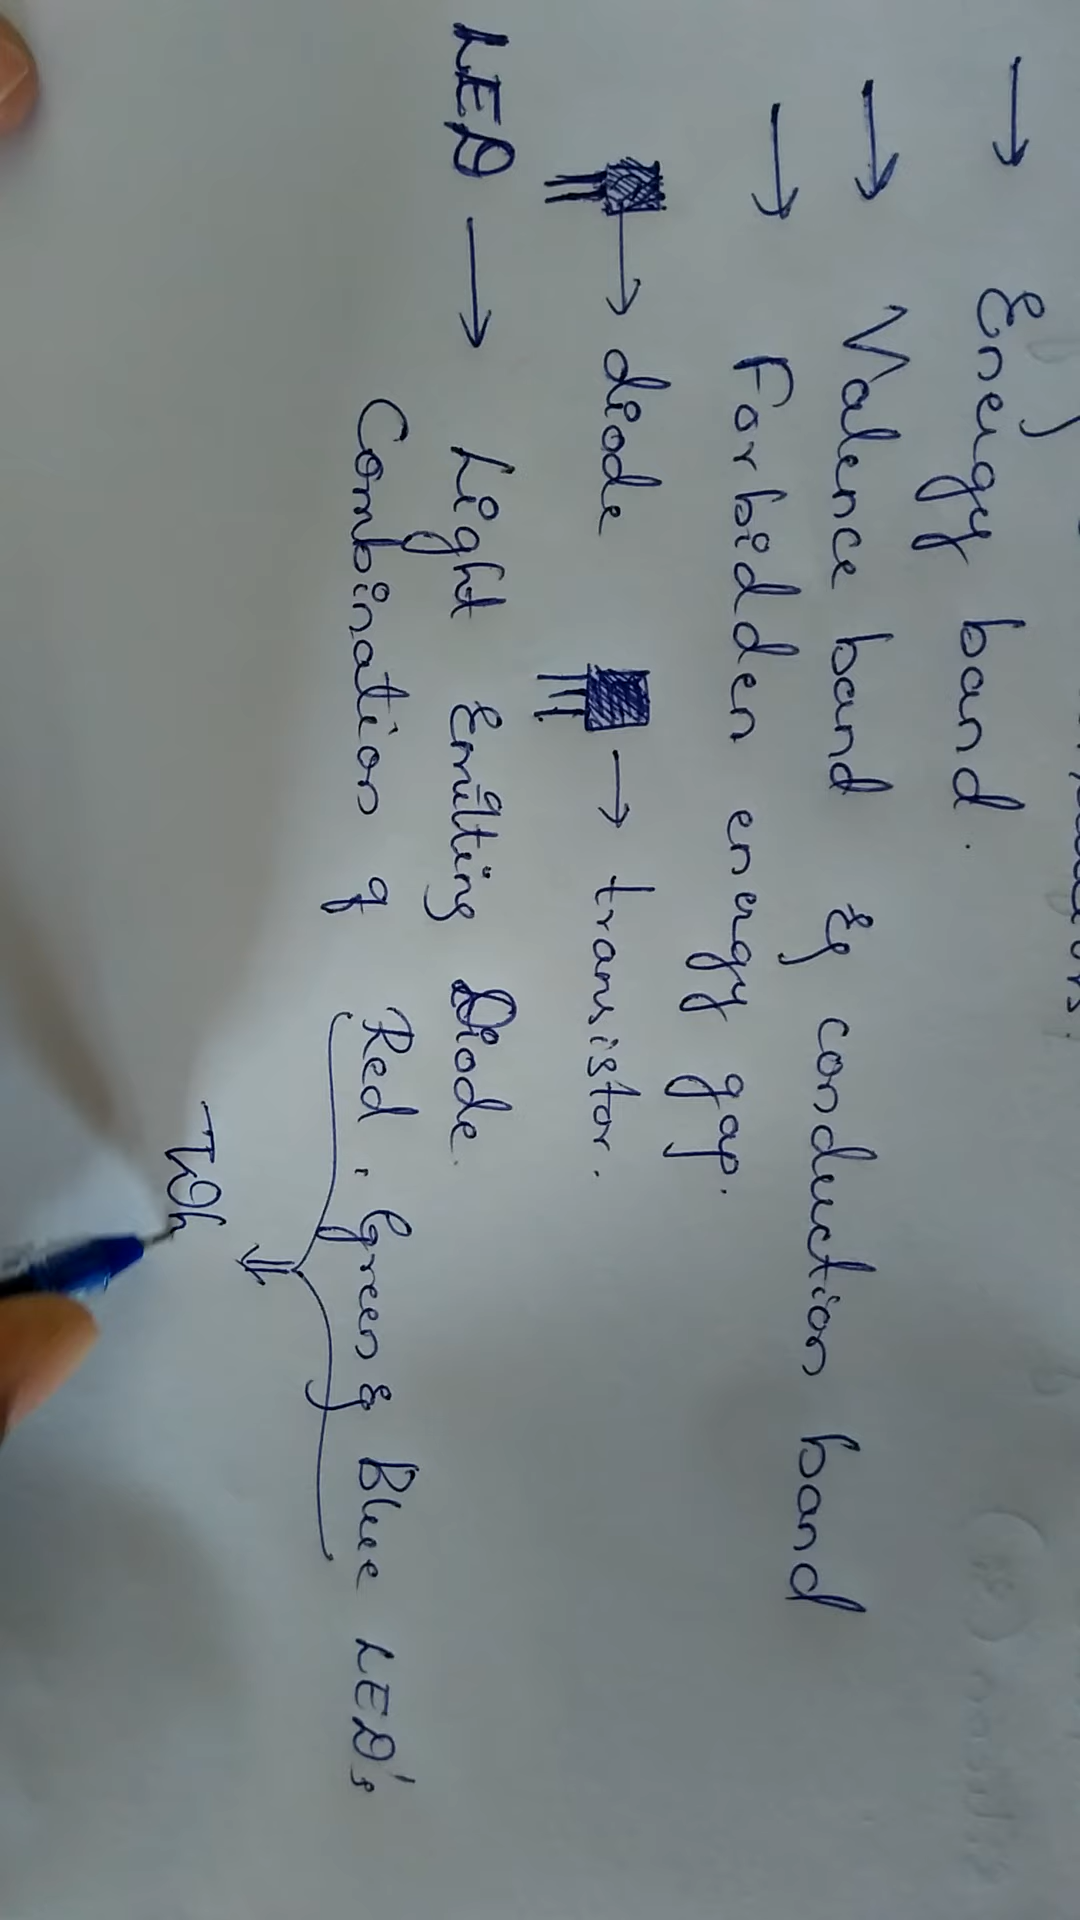 → Energy band.
→ Valence band & conduction band
→ Forbidden energy gap.
→ diode → transistor.
LED → Light Emitting Diode.
Combination of Red, Green & Blue LED's
⇓
Wh